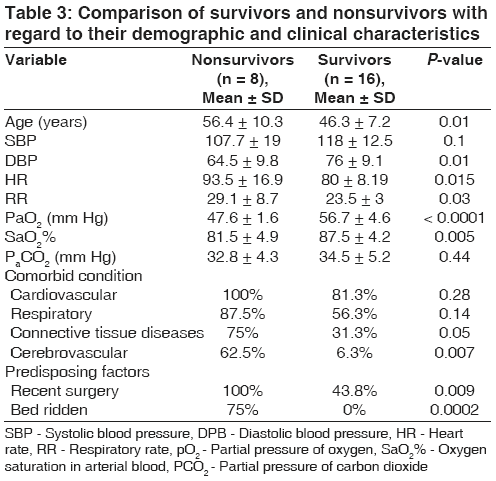 Table 3: Comparison of survivors and nonsurvivors with
regard to their demographic and clinical characteristics
Variable Nonsurvivors Survivors P-value
(n = 8), (n = 16),
Mean ± SD Mean ± SD
Age (years) 56.4 ± 10.3 46.3 ± 7.2 0.01
SBP 107.7 ± 19 118 ± 12.5 0.1
DBP 64.5 ± 9.8 76 ± 9.1 0.01
HR 93.5 ± 16.9 80 ± 8.19 0.015
RR 29.1 ± 8.7 23.5 ± 3 0.03
PaO₂ (mm Hg) 47.6 ± 1.6 56.7 ± 4.6 < 0.0001
SaO₂% 81.5 ± 4.9 87.5 ± 4.2 0.005
PₐCO₂ (mm Hg) 32.8 ± 4.3 34.5 ± 5.2 0.44
Comorbid condition
Cardiovascular 100% 81.3% 0.28
Respiratory 87.5% 56.3% 0.14
Connective tissue diseases 75% 31.3% 0.05
Cerebrovascular 62.5% 6.3% 0.007
Predisposing factors
Recent surgery 100% 43.8% 0.009
Bed ridden 75% 0% 0.0002
SBP - Systolic blood pressure, DPB - Diastolic blood pressure, HR - Heart
rate, RR - Respiratory rate, pO₂ - Partial pressure of oxygen, SaO₂% - Oxygen
saturation in arterial blood, PCO₂ - Partial pressure of carbon dioxide